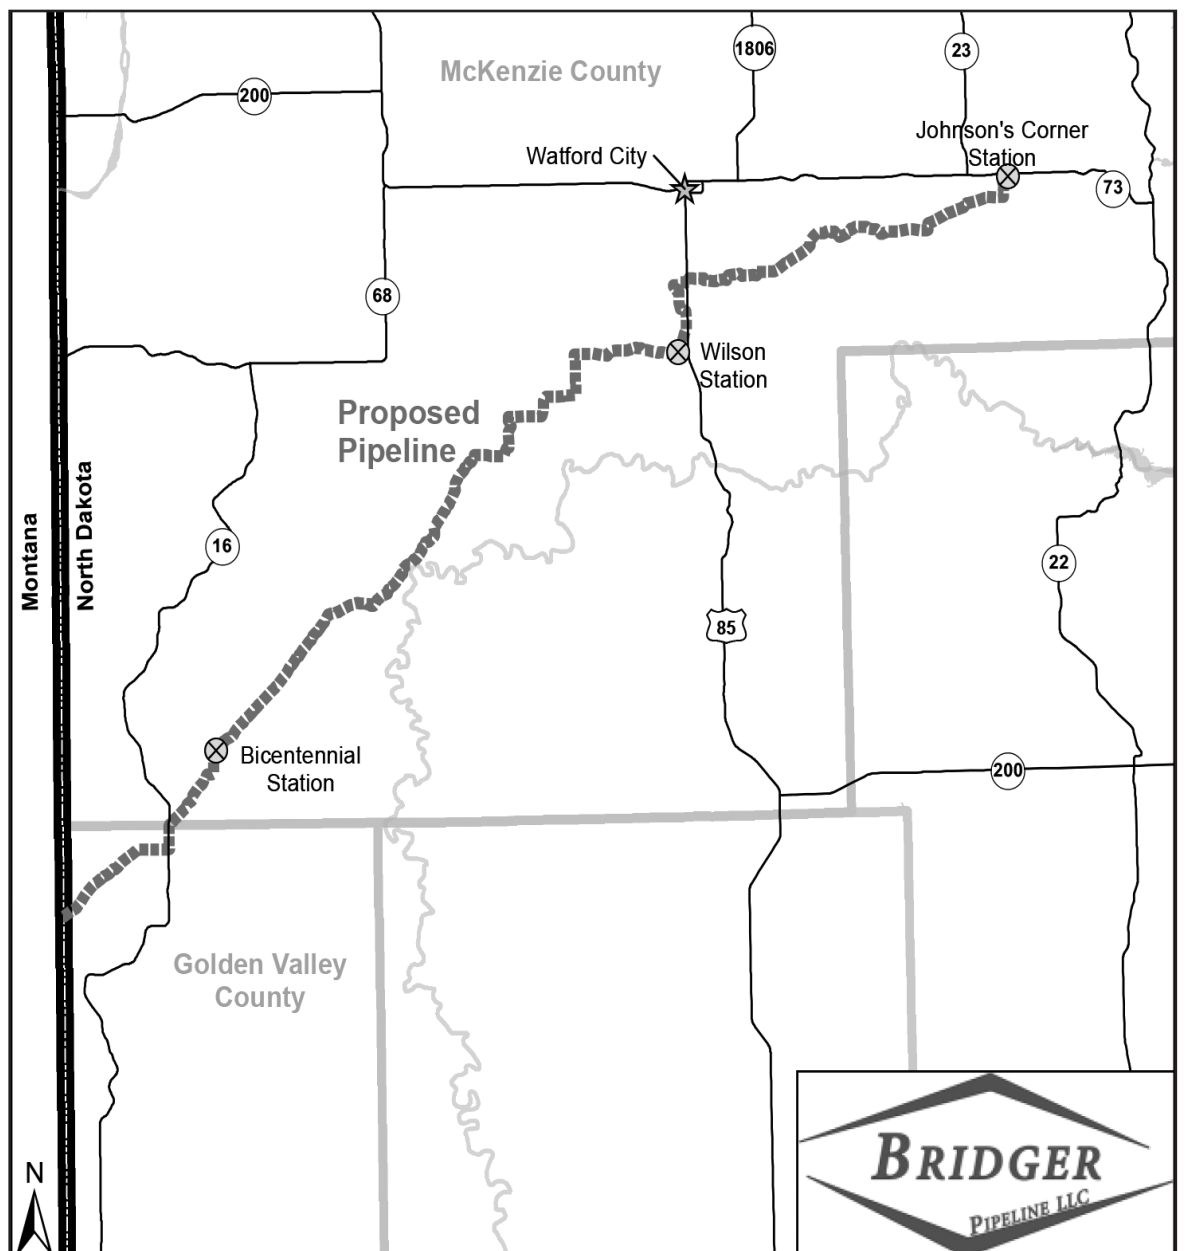 1806
23
McKenzie County
200
Johnson's Corner
Station
Watford City
73
68
Wilson
Station
Proposed
Pipeline
Montana
North Dakota
16
22
85
Bicentennial
Station
200
Golden Valley
County
N
BRIDGER
PIPELINE LLC